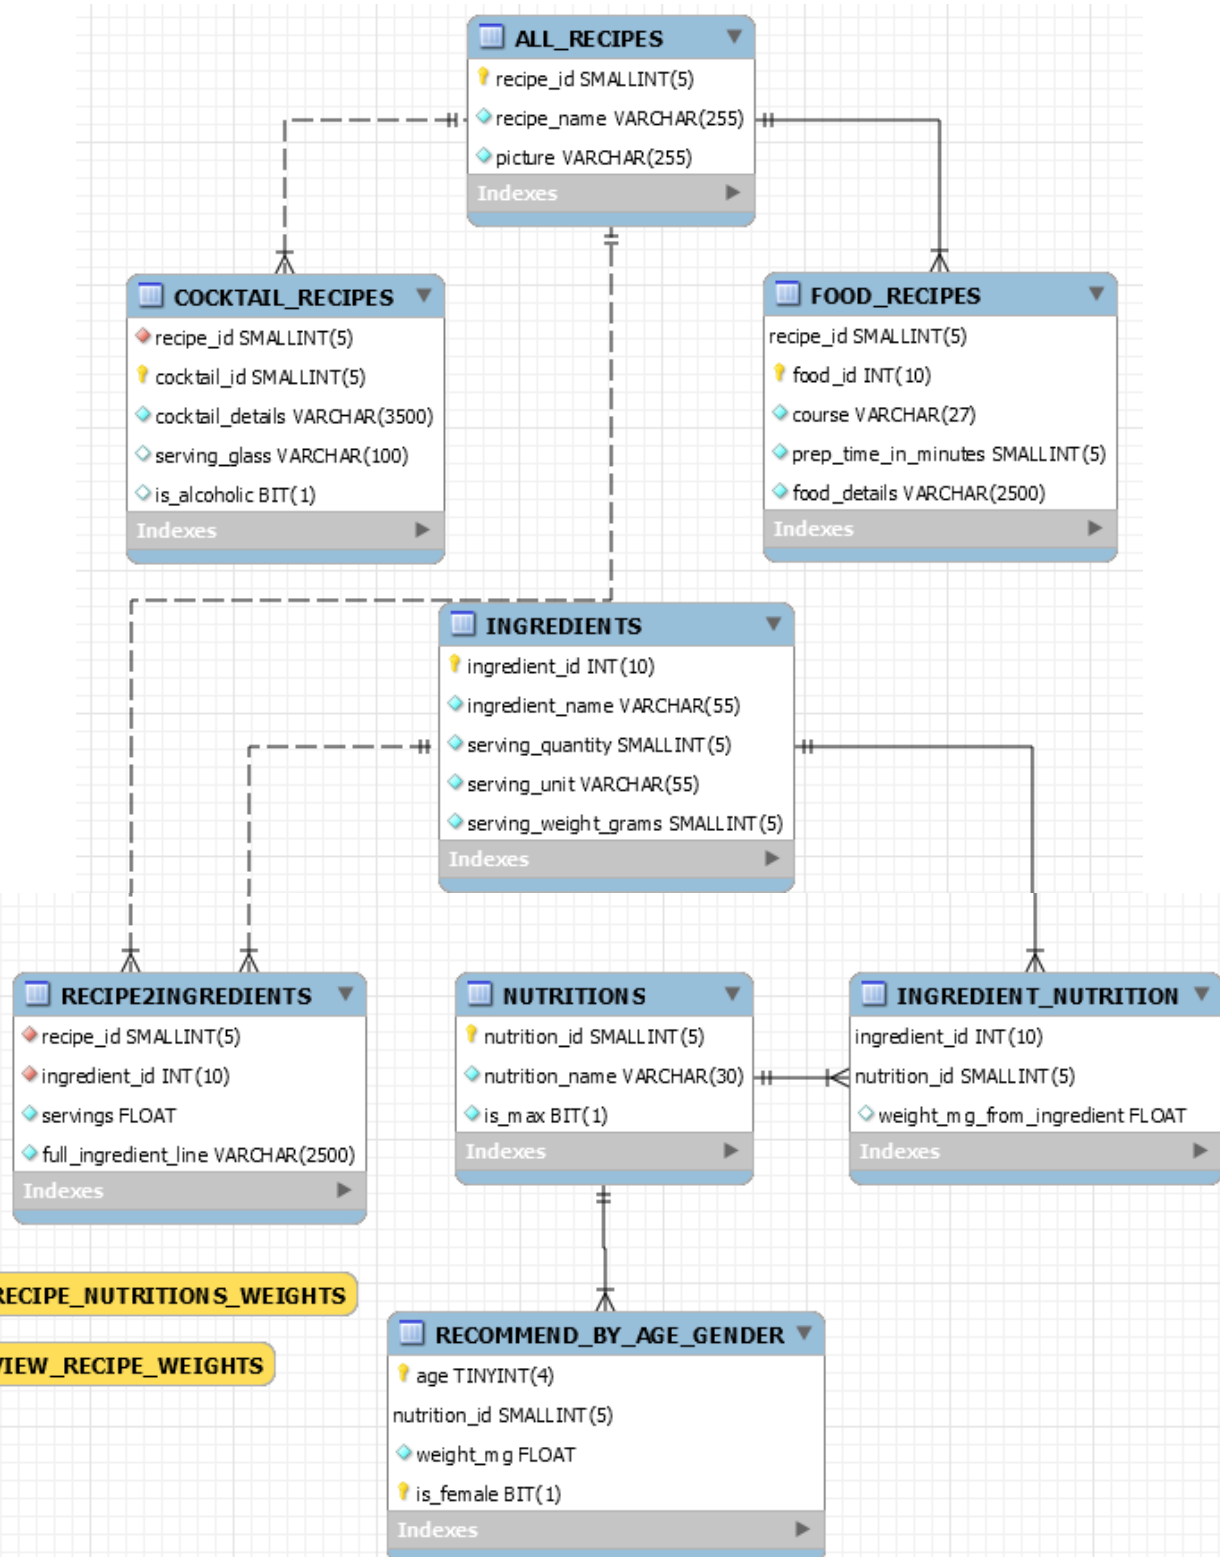 ALL_RECIPES
recipe_id SMALLINT(5)
recipe_name VARCHAR(255)
picture VARCHAR(255)
Indexes
COCKTAIL_RECIPES
recipe_id SMALLINT(5)
cocktail_id SMALLINT(5)
cocktail_details VARCHAR(3500)
serving_glass VARCHAR(100)
is_alcoholic BIT(1)
Indexes
FOOD_RECIPES
recipe_id SMALLINT(5)
food_id INT(10)
course VARCHAR(27)
prep_time_in_minutes SMALLINT(5)
food_details VARCHAR(2500)
Indexes
INGREDIENTS
ingredient_id INT(10)
ingredient_name VARCHAR(55)
serving_quantity SMALLINT(5)
serving_unit VARCHAR(55)
serving_weight_grams SMALLINT(5)
Indexes
RECIPE2INGREDIENTS
recipe_id SMALLINT(5)
ingredient_id INT(10)
servings FLOAT
full_ingredient_line VARCHAR(2500)
Indexes
NUTRITIONS
nutrition_id SMALLINT(5)
nutrition_name VARCHAR(30)
is_max BIT(1)
Indexes
INGREDIENT_NUTRITION
ingredient_id INT(10)
nutrition_id SMALLINT(5)
weight_mg_from_ingredient FLOAT
Indexes
RECIPE_NUTRITIONS_WEIGHTS
VIEW_RECIPE_WEIGHTS
RECOMMEND_BY_AGE_GENDER
age TINYINT(4)
nutrition_id SMALLINT(5)
weight_mg FLOAT
is_female BIT(1)
Indexes